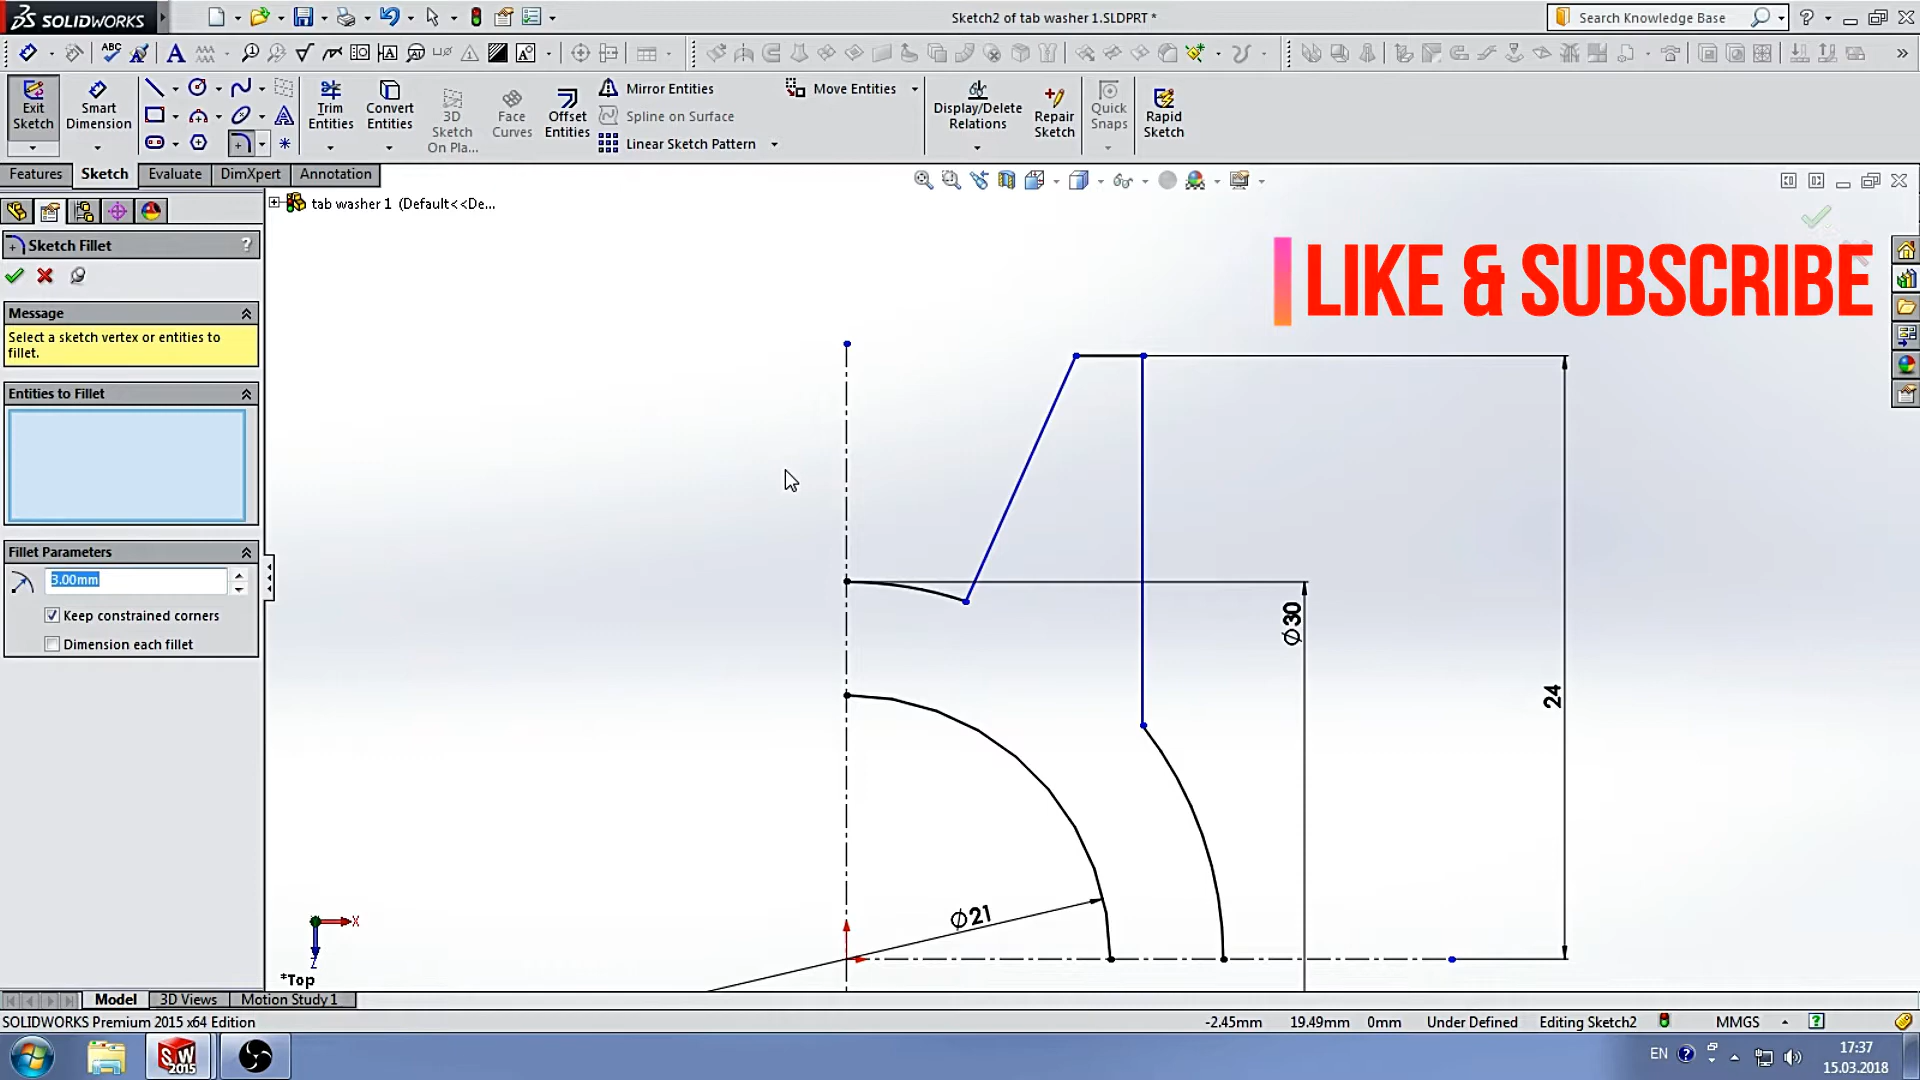 SOLIDWORKS
Sketch2 of tab washer 1.SLDPRT *
Search Knowledge Base
Exit Sketch
Smart Dimension
Trim Entities
Convert Entities
3D Sketch On Pla...
Face Curves
Offset Entities
Mirror Entities
Spline on Surface
Linear Sketch Pattern
Move Entities
Display/Delete Relations
Repair Sketch
Quick Snaps
Rapid Sketch
Features
Sketch
Evaluate
DimXpert
Annotation
tab washer 1 (Default<<De...
Sketch Fillet
?
Message
Select a sketch vertex or entities to
fillet.
Entities to Fillet
Fillet Parameters
3.00mm
Keep constrained corners
Dimension each fillet
LIKE & SUBSCRIBE
Ø30
24
Ø21
X
Z
*Top
Model
3D Views
Motion Study 1
SOLIDWORKS Premium 2015 x64 Edition
-2.45mm
19.49mm
0mm
Under Defined
Editing Sketch2
MMGS
SW
2015
EN
17:37
15.03.2018